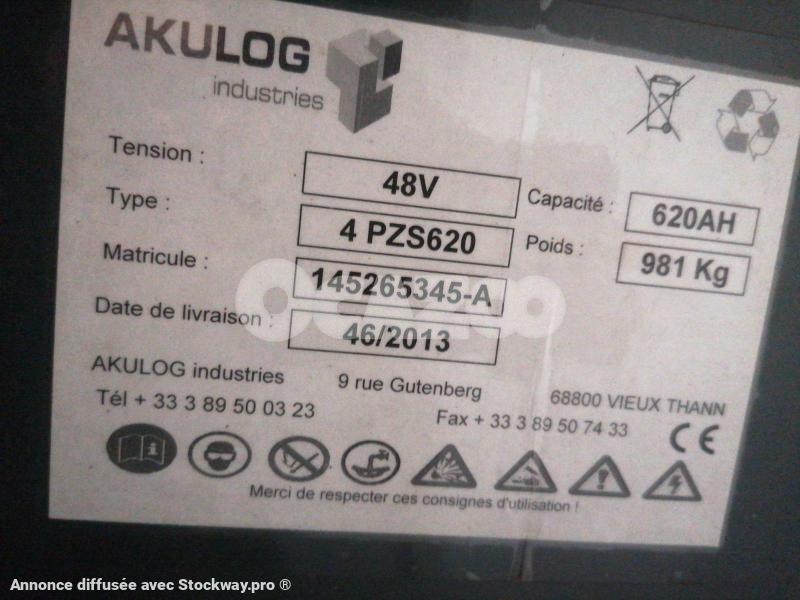 AKULOG
industries
Tension : 48V Capacité : 620AH
Type : 4 PZS620 Poids : 981 Kg
Matricule : 145265345-A
Date de livraison : 46/2013
AKULOG industries 9 rue Gutenberg 68800 VIEUX THANN
Tél + 33 3 89 50 03 23 Fax + 33 3 89 50 74 33
CE
Merci de respecter ces consignes d'utilisation !
OCAZOO
Annonce diffusée avec Stockway.pro ®